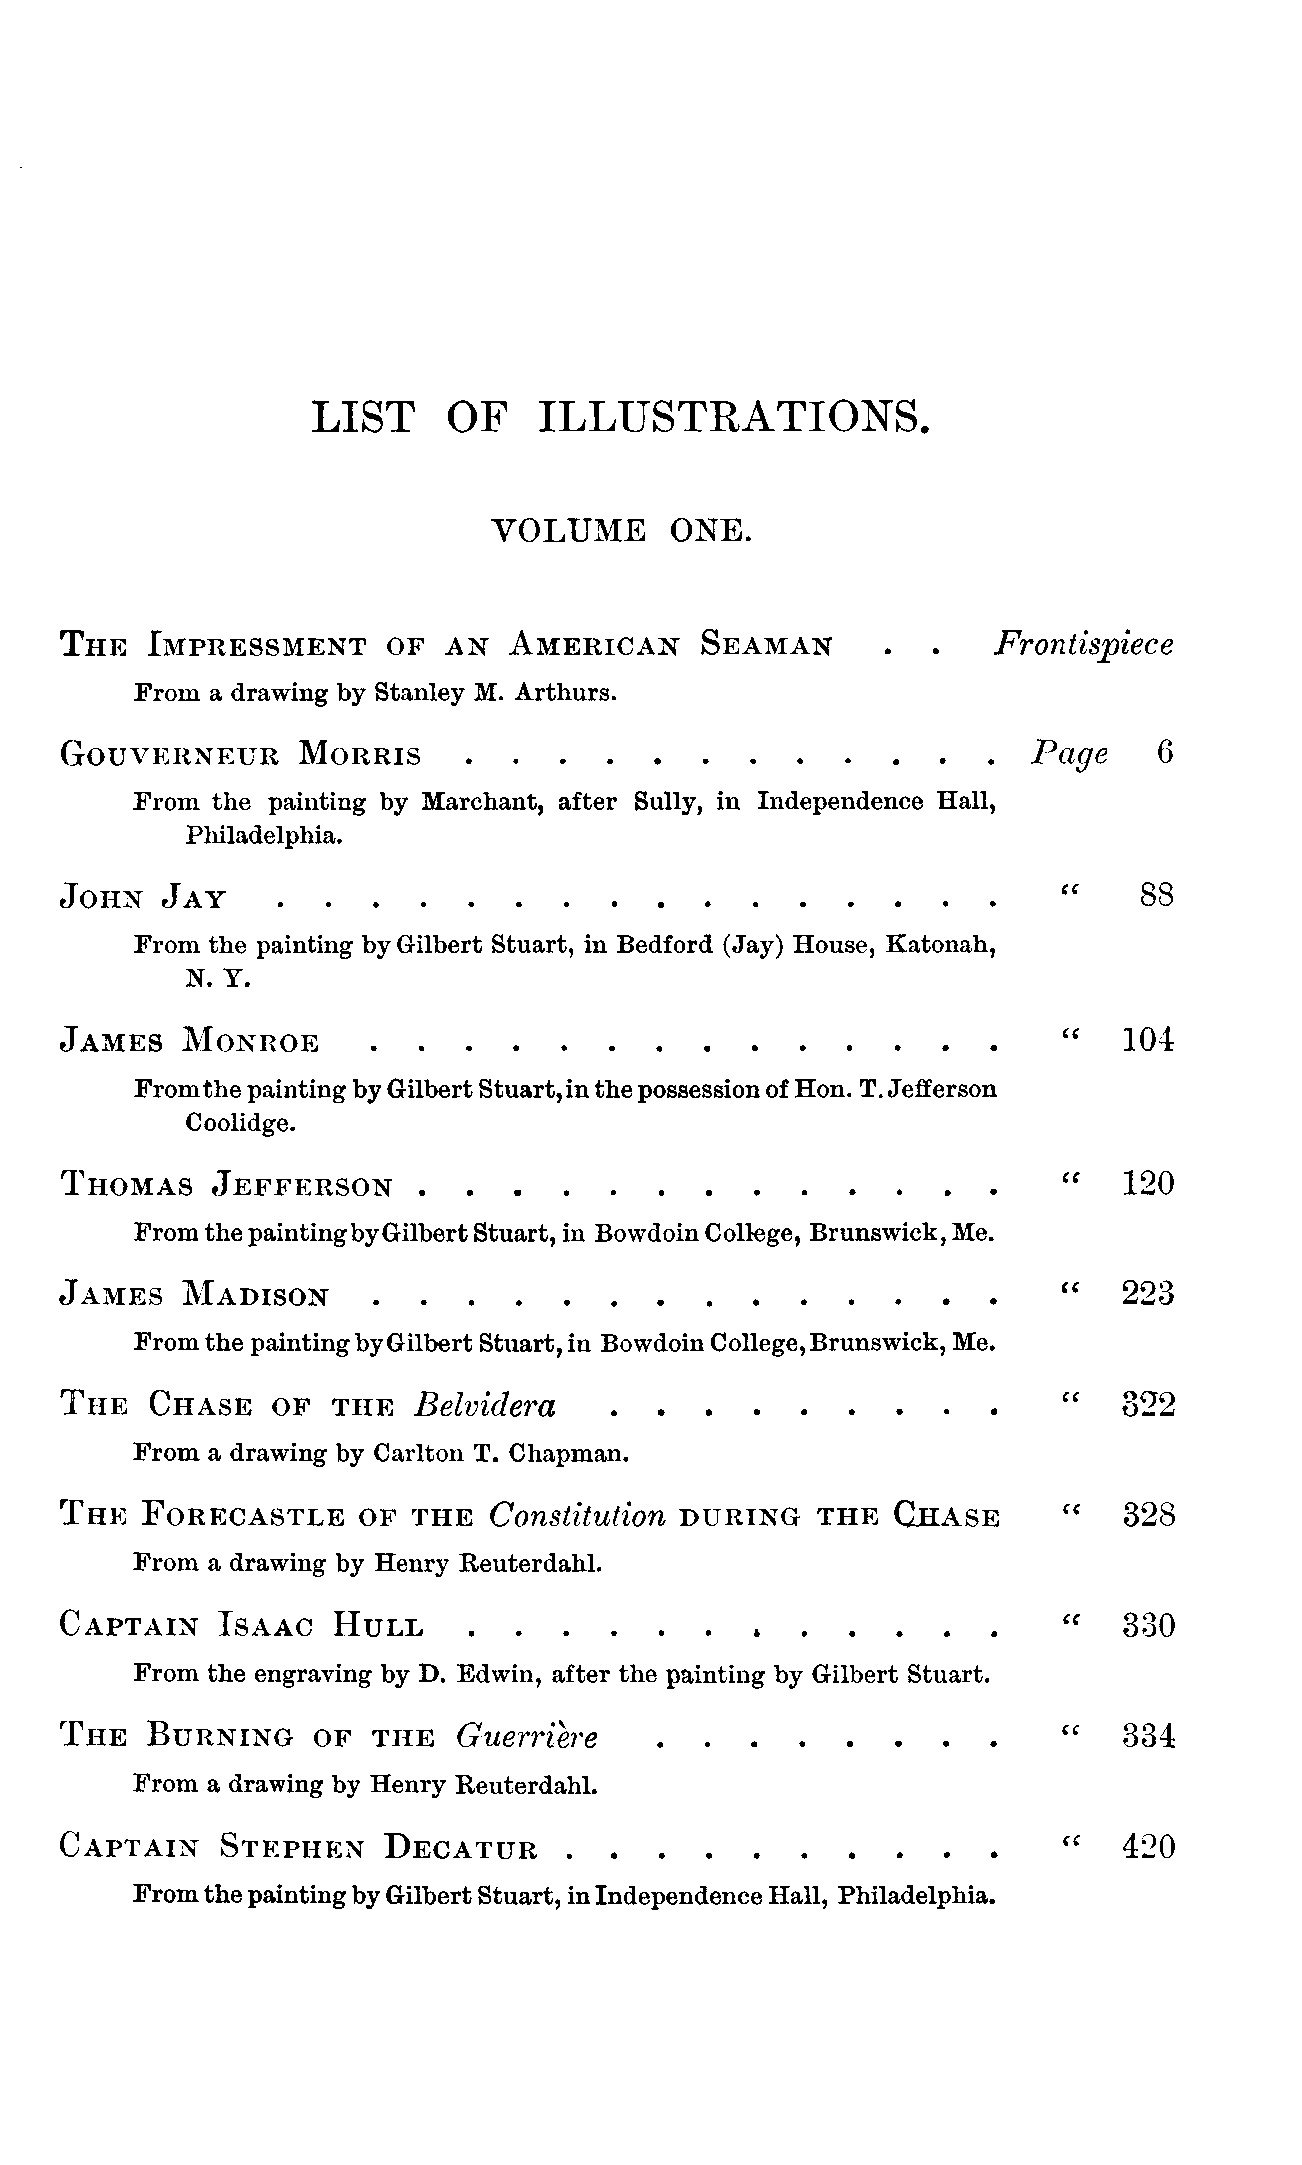 LIST OF ILLUSTRATIONS.
VOLUME ONE.
The Impressment of an American Seaman . . Frontispiece
From a drawing by Stanley M. Arthurs.
Gouverneur Morris . . . . . . . . . . . . Page 6
From the painting by Marchant, after Sully, in Independence Hall,
Philadelphia.
John Jay . . . . . . . . . . . . . . . . “ 88
From the painting by Gilbert Stuart, in Bedford (Jay) House, Katonah,
N. Y.
James Monroe . . . . . . . . . . . . . . “ 104
From the painting by Gilbert Stuart, in the possession of Hon. T. Jefferson
Coolidge.
Thomas Jefferson . . . . . . . . . . . . . “ 120
From the painting by Gilbert Stuart, in Bowdoin College, Brunswick, Me.
James Madison . . . . . . . . . . . . . . “ 223
From the painting by Gilbert Stuart, in Bowdoin College, Brunswick, Me.
The Chase of the Belvidera . . . . . . . . . “ 322
From a drawing by Carlton T. Chapman.
The Forecastle of the Constitution during the Chase “ 328
From a drawing by Henry Reuterdahl.
Captain Isaac Hull . . . . . . . . . . . . “ 330
From the engraving by D. Edwin, after the painting by Gilbert Stuart.
The Burning of the Guerrière . . . . . . . . “ 334
From a drawing by Henry Reuterdahl.
Captain Stephen Decatur . . . . . . . . . . “ 420
From the painting by Gilbert Stuart, in Independence Hall, Philadelphia.